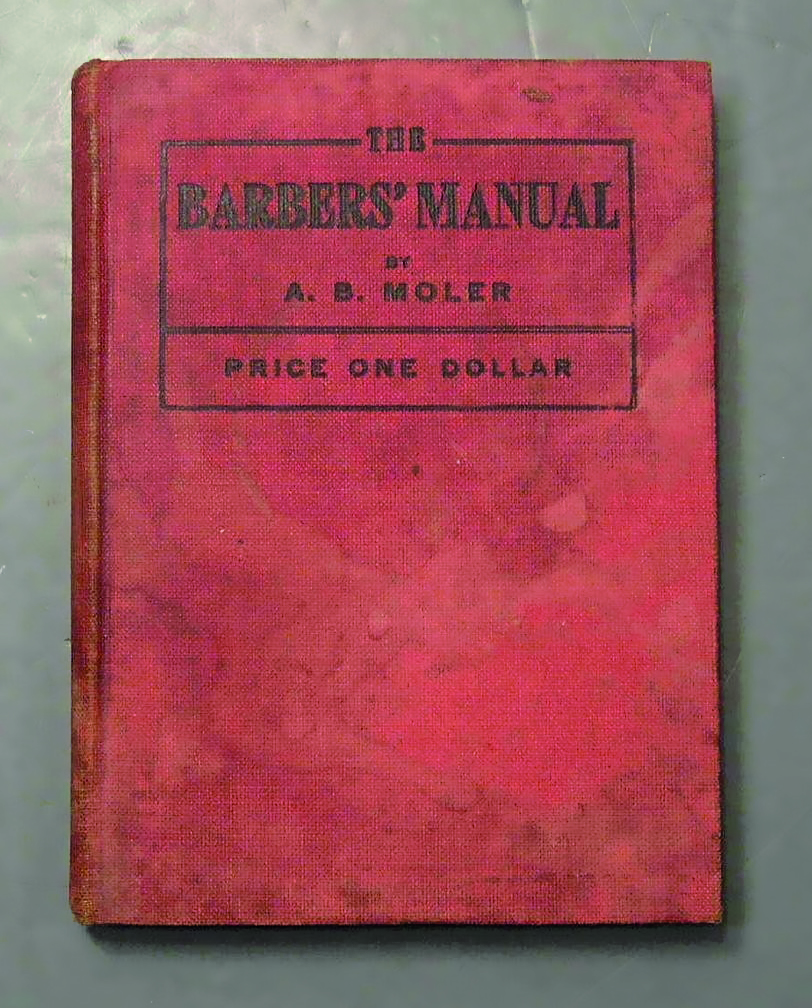 THE
BARBERS' MANUAL
BY
A. B. MOLER
PRICE ONE DOLLAR